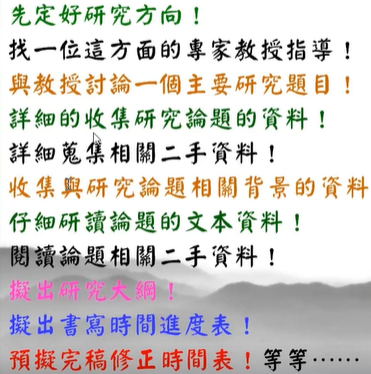 先定好研究方向！
找一位這方面的專家教授指導！
與教授討論一個主要研究題目！
詳細的收集研究論題的資料！
詳細蒐集相關二手資料！
收集與研究論題相關背景的資料
仔細研讀論題的文本資料！
閱讀論題相關二手資料！
擬出研究大綱！
擬出書寫時間進度表！
預擬完稿修正時間表！等等……